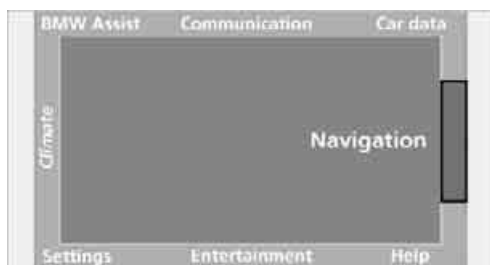 BMW Assist Communication Car data
Climate
Navigation
Settings Entertainment Help